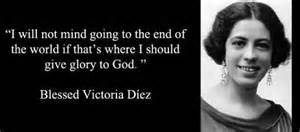 “I will not mind going to the end of
the world if that’s where I should
give glory to God. ”
Blessed Victoria Díez